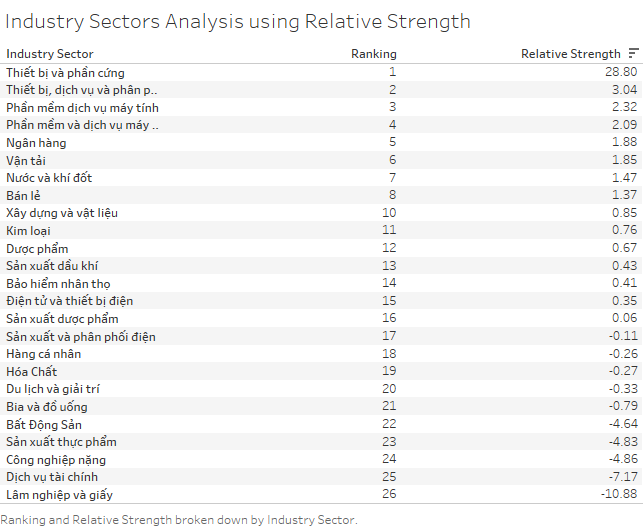 Industry Sectors Analysis using Relative Strength
Industry Sector Ranking Relative Strength
Thiết bị và phần cứng 1 28.80
Thiết bị, dịch vụ và phân p.. 2 3.04
Phần mềm dịch vụ máy tính 3 2.32
Phần mềm và dịch vụ máy .. 4 2.09
Ngân hàng 5 1.88
Vận tải 6 1.85
Nước và khí đốt 7 1.47
Bán lẻ 8 1.37
Xây dựng và vật liệu 10 0.85
Kim loại 11 0.76
Dược phẩm 12 0.67
Sản xuất dầu khí 13 0.43
Bảo hiểm nhân thọ 14 0.41
Điện tử và thiết bị điện 15 0.35
Sản xuất dược phẩm 16 0.06
Sản xuất và phân phối điện 17 -0.11
Hàng cá nhân 18 -0.26
Hóa Chất 19 -0.27
Du lịch và giải trí 20 -0.33
Bia và đồ uống 21 -0.79
Bất Động Sản 22 -4.64
Sản xuất thực phẩm 23 -4.83
Công nghiệp nặng 24 -4.86
Dịch vụ tài chính 25 -7.17
Lâm nghiệp và giấy 26 -10.88
Ranking and Relative Strength broken down by Industry Sector.